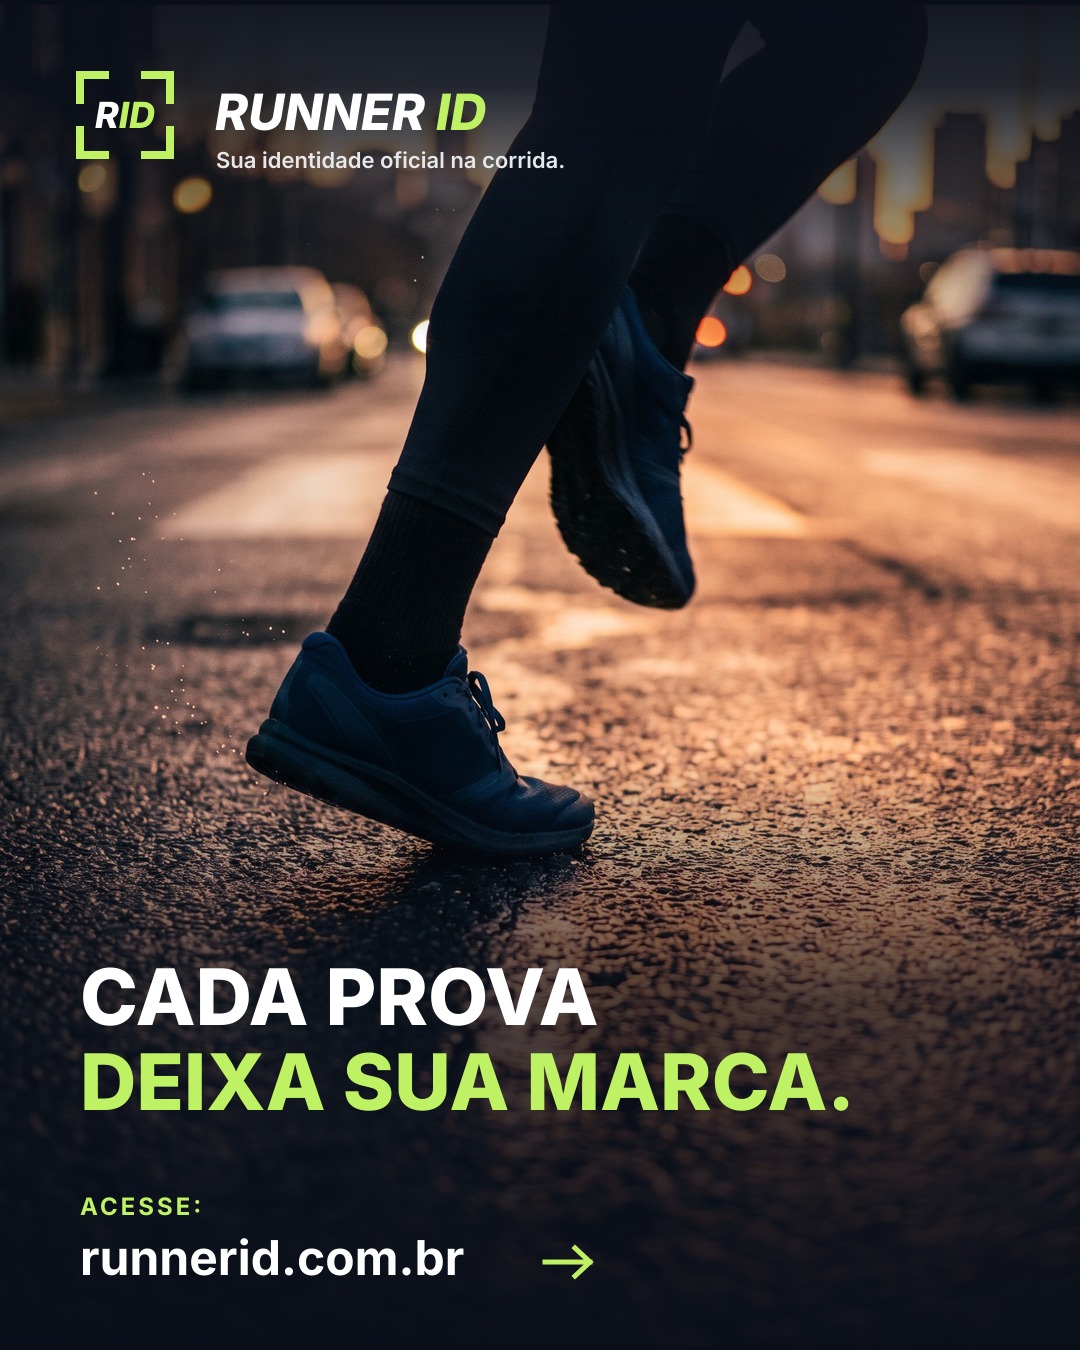 RID
RUNNER ID
Sua identidade oficial na corrida.
CADA PROVA
DEIXA SUA MARCA.
ACESSE:
runnerid.com.br